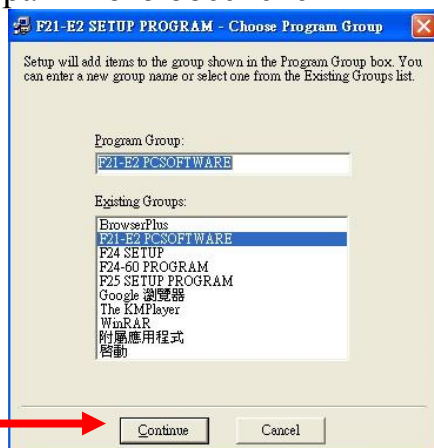 F21-E2 SETUP PROGRAM - Choose Program Group
Setup will add items to the group shown in the Program Group box. You
can enter a new group name or select one from the Existing Groups list.
Program Group:
F21-E2 PCSOFTWARE
Existing Groups:
BrowserPlus
F21-E2 PCSOFTWARE
F24 SETUP
F24-60 PROGRAM
F25 SETUP PROGRAM
Google 瀏覽器
The KMPlayer
WinRAR
附屬應用程式
啓動
Continue
Cancel